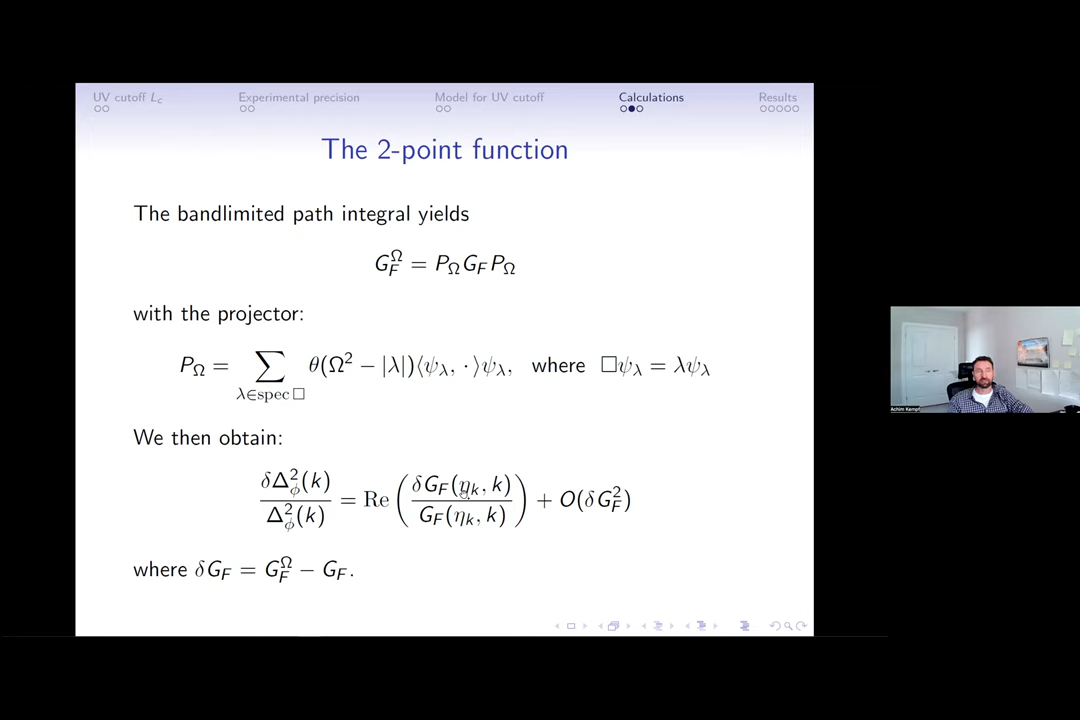 UV cutoff L_c Experimental precision Model for UV cutoff Calculations Results
The 2-point function
The bandlimited path integral yields
G_F^Ω = P_Ω G_F P_Ω
with the projector:
P_Ω = ∑_{λ∈spec □} θ(Ω² − |λ|)⟨ψ_λ, ·⟩ψ_λ, where □ψ_λ = λψ_λ
We then obtain:
δΔ_ϕ²(k) / Δ_ϕ²(k) = Re( δG_F(η_k, k) / G_F(η_k, k) ) + O(δG_F²)
where δG_F = G_F^Ω − G_F.
Achim Kempf